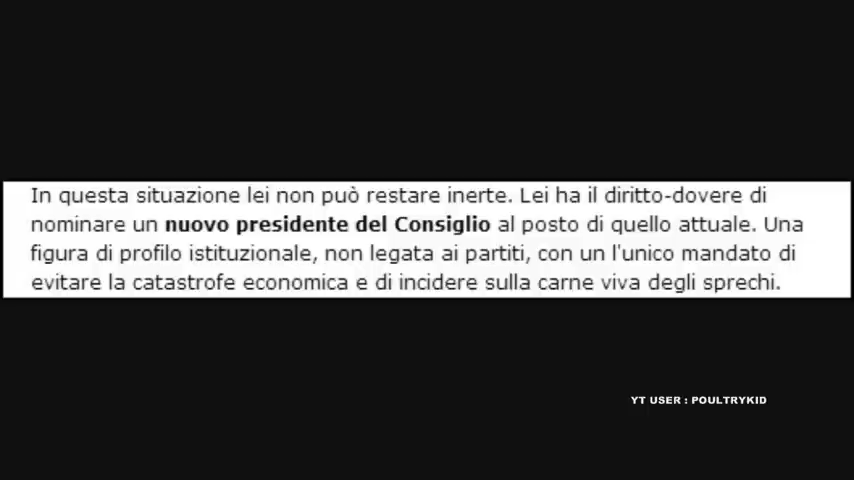 In questa situazione lei non può restare inerte. Lei ha il diritto-dovere di
nominare un nuovo presidente del Consiglio al posto di quello attuale. Una
figura di profilo istituzionale, non legata ai partiti, con un l'unico mandato di
evitare la catastrofe economica e di incidere sulla carne viva degli sprechi.
YT USER : POULTRYKID